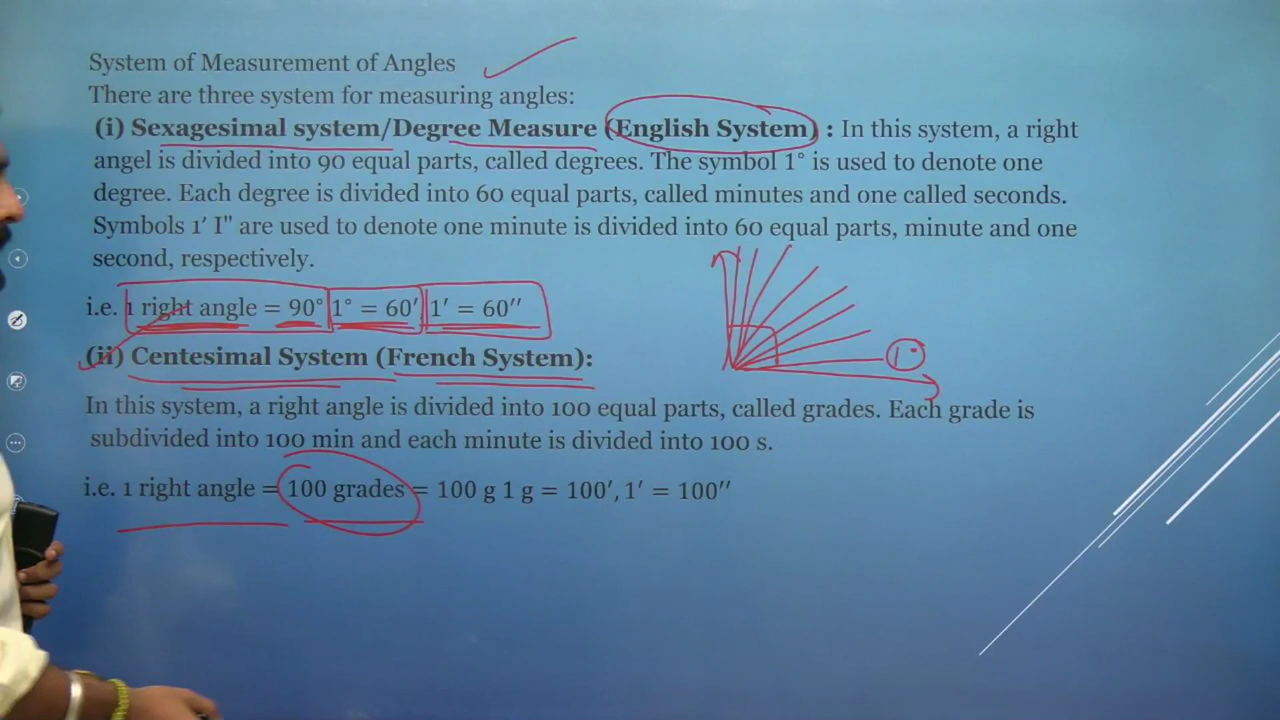 System of Measurement of Angles
There are three system for measuring angles:
(i) Sexagesimal system/Degree Measure (English System) : In this system, a right
angel is divided into 90 equal parts, called degrees. The symbol 1° is used to denote one
degree. Each degree is divided into 60 equal parts, called minutes and one called seconds.
Symbols 1′ I" are used to denote one minute is divided into 60 equal parts, minute and one
second, respectively.
i.e. 1 right angle = 90° 1° = 60′, 1′ = 60′′
1°
(ii) Centesimal System (French System):
In this system, a right angle is divided into 100 equal parts, called grades. Each grade is
subdivided into 100 min and each minute is divided into 100 s.
i.e. 1 right angle = 100 grades = 100 g 1 g = 100′, 1′ = 100′′